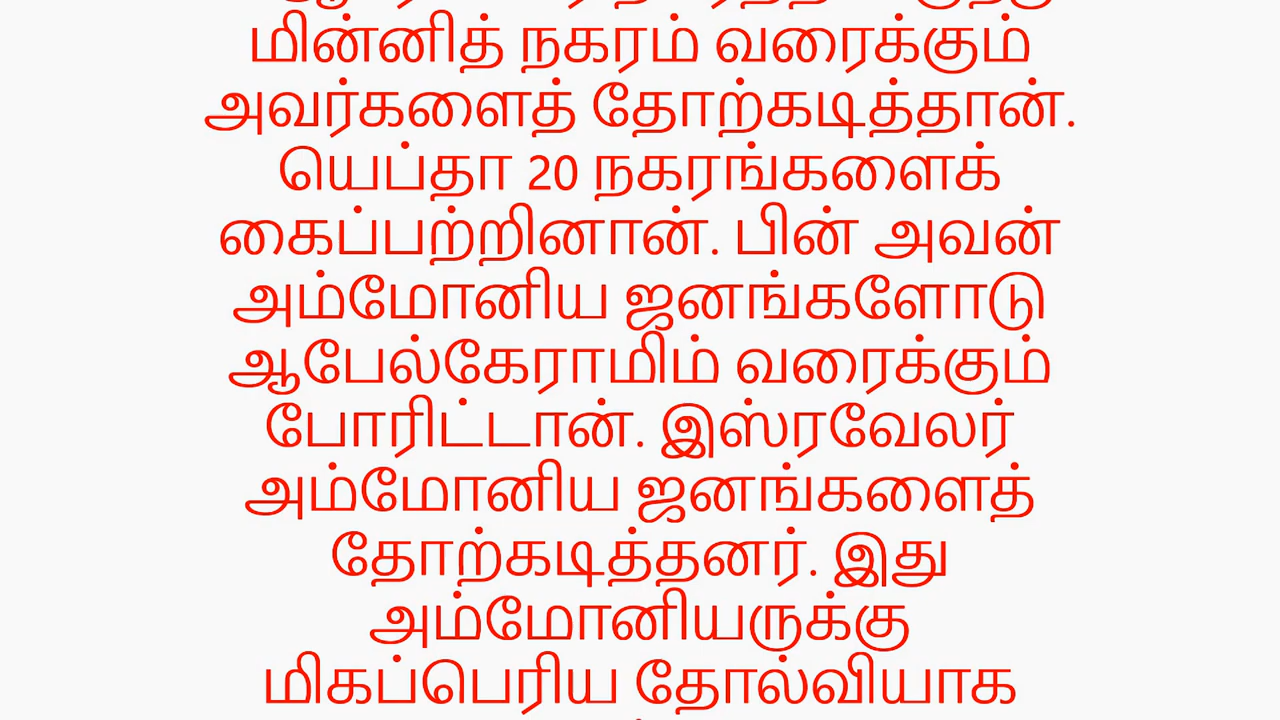 மின்னித் நகரம் வரைக்கும்
அவர்களைத் தோற்கடித்தான்.
யெப்தா 20 நகரங்களைக்
கைப்பற்றினான். பின் அவன்
அம்மோனிய ஜனங்களோடு
ஆபேல்கேராமிம் வரைக்கும்
போரிட்டான். இஸ்ரவேலர்
அம்மோனிய ஜனங்களைத்
தோற்கடித்தனர். இது
அம்மோனியருக்கு
மிகப்பெரிய தோல்வியாக